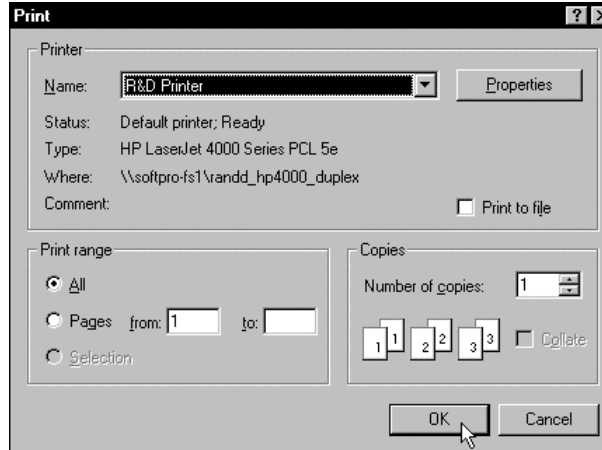 Print
Printer
Name: R&D Printer Properties
Status: Default printer; Ready
Type: HP LaserJet 4000 Series PCL 5e
Where: \\softpro-fs1\randd_hp4000_duplex
Comment: Print to file
Print range
All
Pages from: 1 to:
Selection
Copies
Number of copies: 1
1 1 2 2 3 3 Collate
OK Cancel